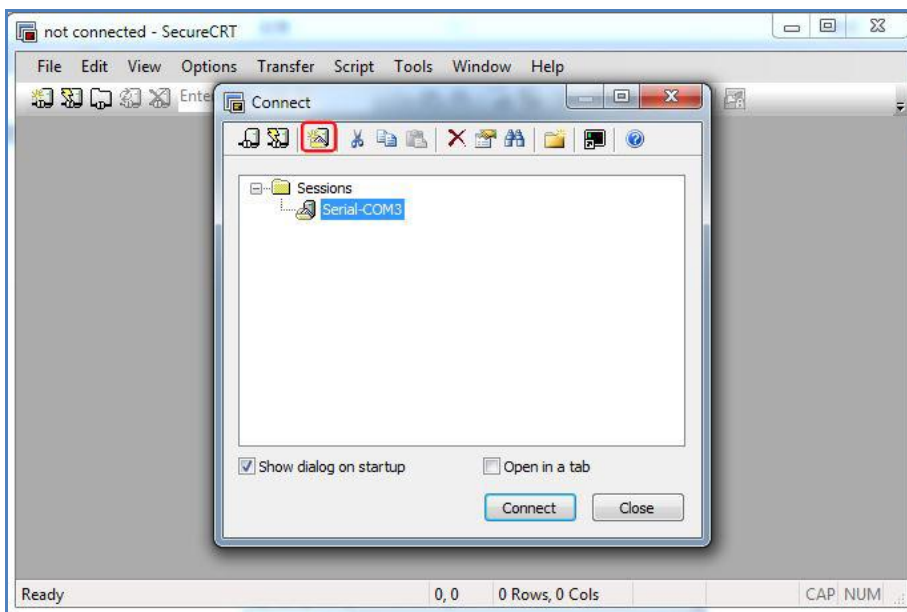 not connected - SecureCRT
File Edit View Options Transfer Script Tools Window Help
Enter
Connect
Sessions
Serial-COM3
Show dialog on startup
Open in a tab
Connect Close
Ready 0, 0 0 Rows, 0 Cols CAP NUM